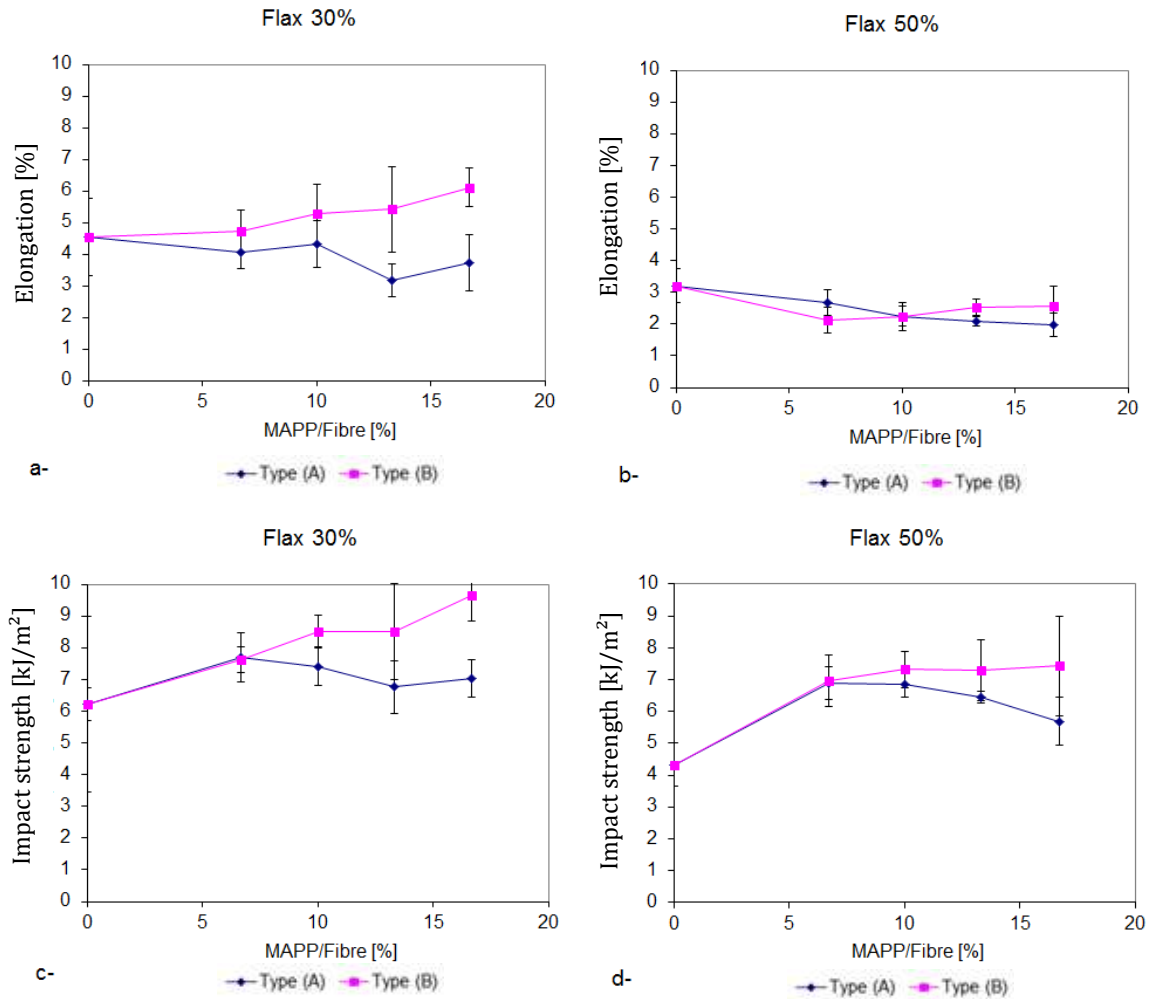 Flax 30%
10
9
8
7
6
5
4
3
2
1
0
Elongation [%]
0 5 10 15 20
MAPP/Fibre [%]
a-
Type (A) Type (B)
Flax 50%
10
9
8
7
6
5
4
3
2
1
0
Elongation [%]
0 5 10 15 20
MAPP/Fibre [%]
b-
Type (A) Type (B)
Flax 30%
10
9
8
7
6
5
4
3
2
1
0
Impact strength [kJ/m²]
0 5 10 15 20
MAPP/Fibre [%]
c-
Type (A) Type (B)
Flax 50%
10
9
8
7
6
5
4
3
2
1
0
Impact strength [kJ/m²]
0 5 10 15 20
MAPP/Fibre [%]
d-
Type (A) Type (B)